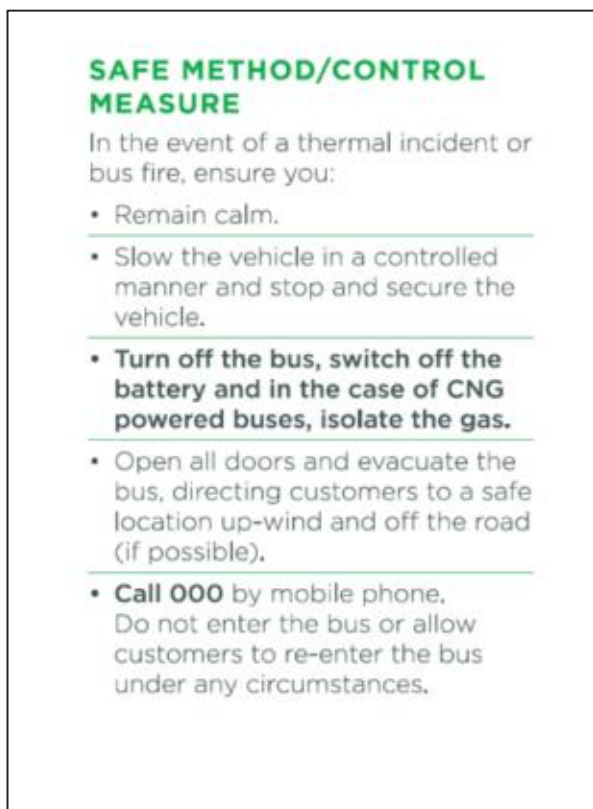 SAFE METHOD/CONTROL
MEASURE
In the event of a thermal incident or
bus fire, ensure you:
• Remain calm.
• Slow the vehicle in a controlled
manner and stop and secure the
vehicle.
• Turn off the bus, switch off the
battery and in the case of CNG
powered buses, isolate the gas.
• Open all doors and evacuate the
bus, directing customers to a safe
location up-wind and off the road
(if possible).
• Call 000 by mobile phone.
Do not enter the bus or allow
customers to re-enter the bus
under any circumstances.